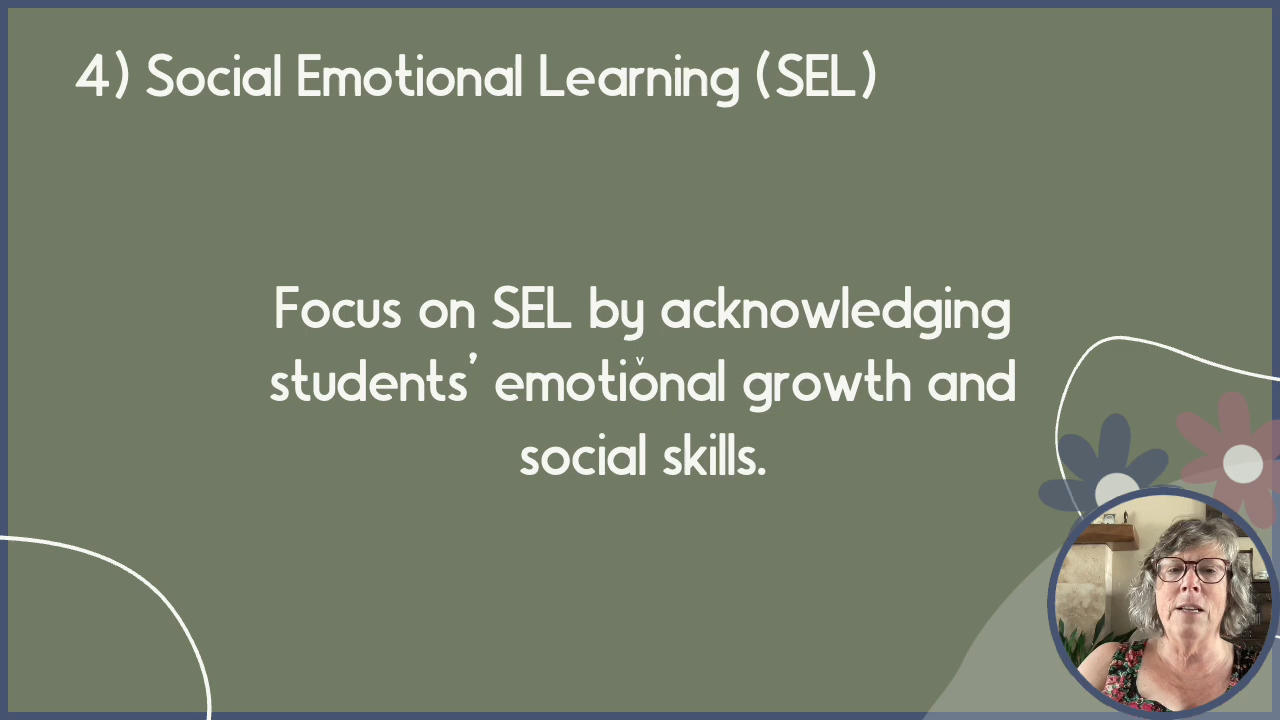 4) Social Emotional Learning (SEL)
Focus on SEL by acknowledging
students’ emotional growth and
social skills.
v